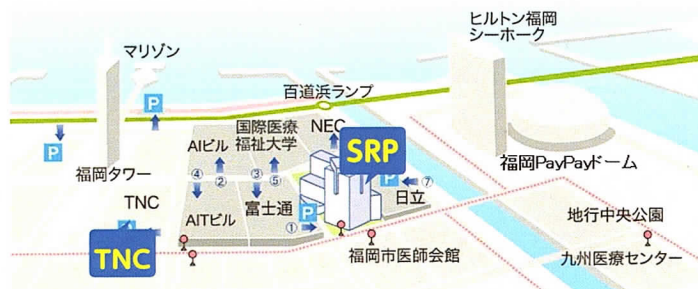 ヒルトン福岡
シーホーク
マリゾン
百道浜ランプ
P
P
国際医療
福祉大学
NEC
AIビル
SRP
福岡タワー
福岡PayPayドーム
④
②
③
⑤
P
⑦
TNC
AITビル
富士通
P
日立
①
地行中央公園
TNC
福岡市医師会館
九州医療センター